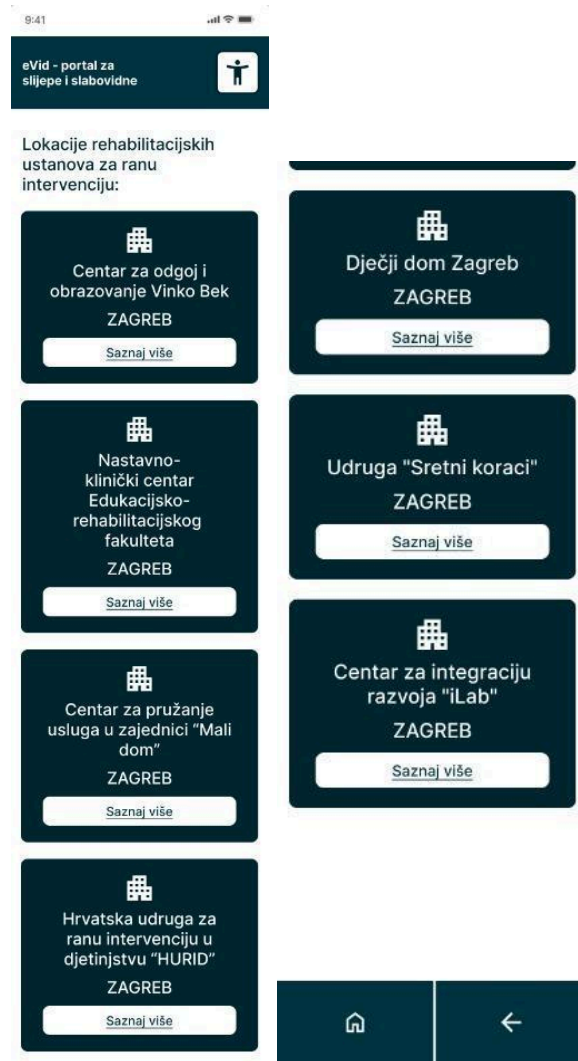 9:41
eVid - portal za
slijepe i slabovidne
Lokacije rehabilitacijskih
ustanova za ranu
intervenciju:
Centar za odgoj i
obrazovanje Vinko Bek
ZAGREB
Saznaj više
Nastavno-
klinički centar
Edukacijsko-
rehabilitacijskog
fakulteta
ZAGREB
Saznaj više
Centar za pružanje
usluga u zajednici “Mali
dom”
ZAGREB
Saznaj više
Hrvatska udruga za
ranu intervenciju u
djetinjstvu “HURID”
ZAGREB
Saznaj više
Dječji dom Zagreb
ZAGREB
Saznaj više
Udruga "Sretni koraci"
ZAGREB
Saznaj više
Centar za integraciju
razvoja "iLab"
ZAGREB
Saznaj više